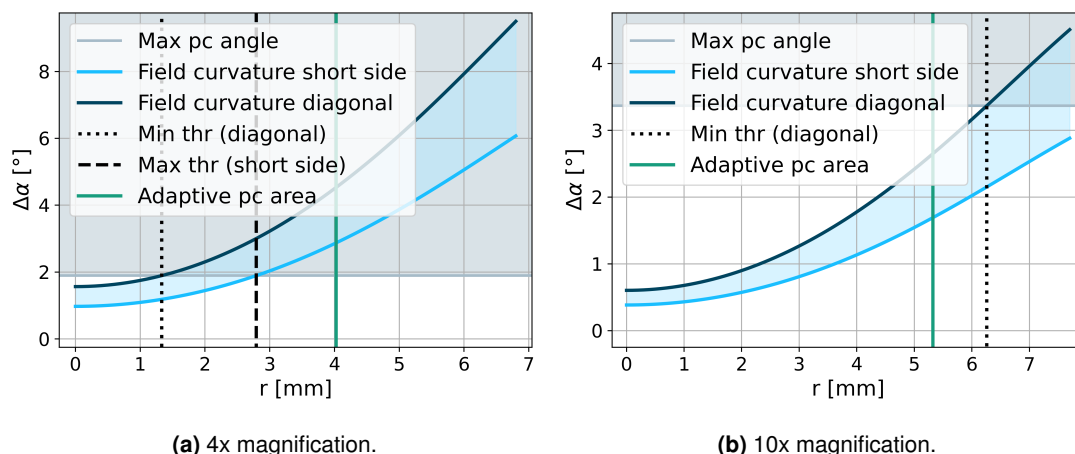 Max pc angle
Field curvature short side
Field curvature diagonal
Min thr (diagonal)
Max thr (short side)
Adaptive pc area
8
6
4
2
0
Δα [°]
0 1 2 3 4 5 6 7
r [mm]
(a) 4x magnification.
Max pc angle
Field curvature short side
Field curvature diagonal
Min thr (diagonal)
Adaptive pc area
4
3
2
1
0
Δα [°]
0 1 2 3 4 5 6 7
r [mm]
(b) 10x magnification.